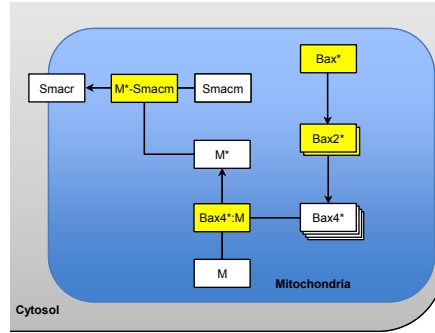 Bax*
Smacr
M*-Smacm
Smacm
Bax2*
M*
Bax4*:M
Bax4*
M
Mitochondria
Cytosol